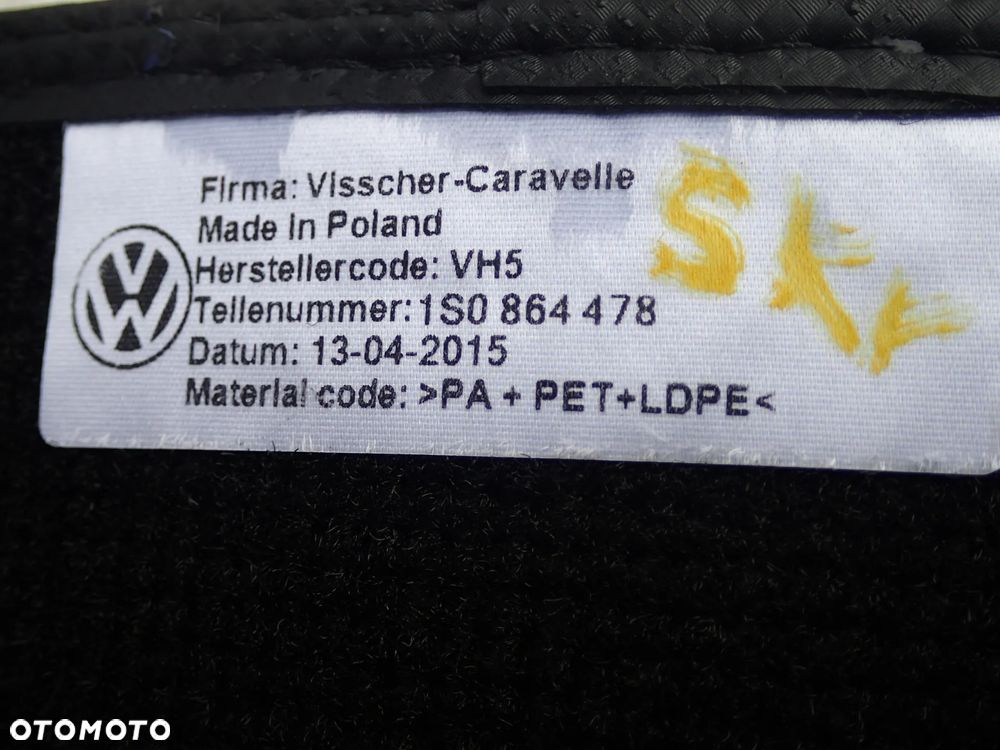 Firma: Visscher-Caravelle
Made in Poland
Herstellercode: VH5
Teilenummer: 1S0 864 478
Datum: 13-04-2015
Material code: >PA + PET+LDPE<
OTOMOTO